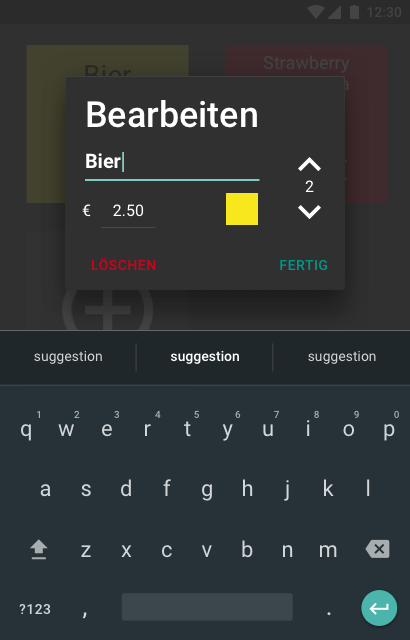 12:30
Bier
Strawberry
Bearbeiten
Bier
2
€ 2.50
LÖSCHEN FERTIG
suggestion suggestion suggestion
1 2 3 4 5 6 7 8 9 0
q w e r t y u i o p
a s d f g h j k l
z x c v b n m
?123 , .